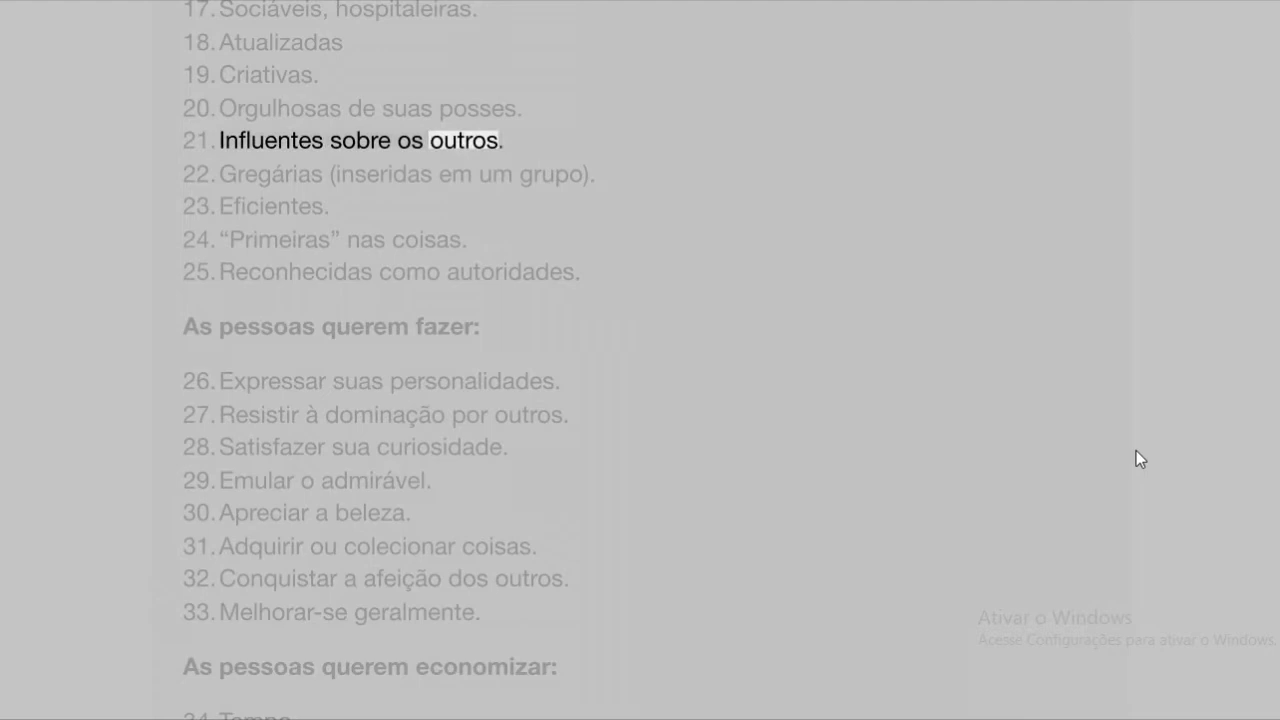 17. Sociáveis, hospitaleiras.
18. Atualizadas
19. Criativas.
20. Orgulhosas de suas posses.
21. Influentes sobre os outros.
22. Gregárias (inseridas em um grupo).
23. Eficientes.
24. “Primeiras” nas coisas.
25. Reconhecidas como autoridades.
As pessoas querem fazer:
26. Expressar suas personalidades.
27. Resistir à dominação por outros.
28. Satisfazer sua curiosidade.
29. Emular o admirável.
30. Apreciar a beleza.
31. Adquirir ou colecionar coisas.
32. Conquistar a afeição dos outros.
33. Melhorar-se geralmente.
Ativar o Windows
Acesse Configurações para ativar o Windows.
As pessoas querem economizar:
34. Tempo